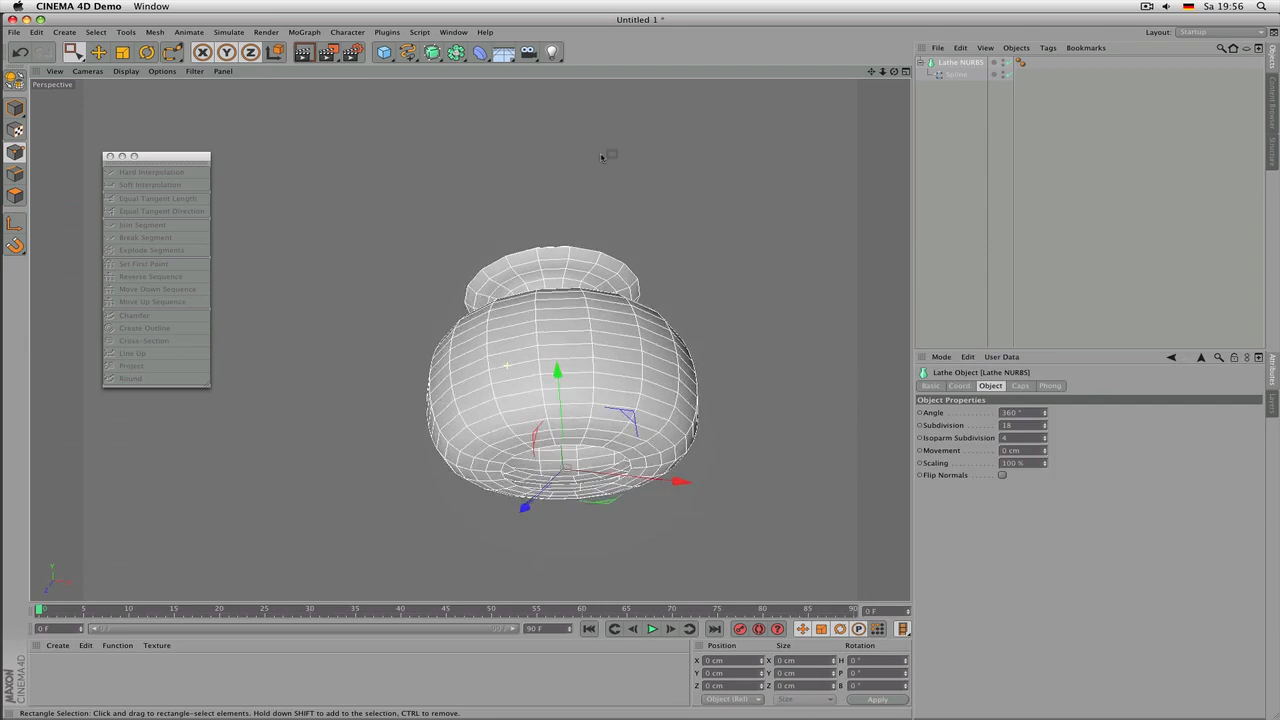 CINEMA 4D Demo Window Sa 19:56
Untitled 1 *
File Edit Create Select Tools Mesh Animate Simulate Render MoGraph Character Plugins Script Window Help Layout: Startup
File Edit View Objects Tags Bookmarks
View Cameras Display Options Filter Panel
Lathe NURBS
Spline
Perspective
Objects
Content Browser
Structure
Hard Interpolation
Soft Interpolation
Equal Tangent Length
Equal Tangent Direction
Join Segment
Break Segment
Explode Segments
Set First Point
Reverse Sequence
Move Down Sequence
Move Up Sequence
Chamfer
Create Outline
Cross-Section
Line Up
Project
Round
Mode Edit User Data
Lathe Object [Lathe NURBS]
Basic Coord. Object Caps Phong
Object Properties
Angle 360 °
Subdivision 18
Isoparm Subdivision 4
Movement 0 cm
Scaling 100 %
Flip Normals
Attributes
Layers
Y
X
Z
0 5 10 15 20 25 30 35 40 45 50 55 60 65 70 75 80 85 90 0 F
0 F 90 F
Create Edit Function Texture
Position Size Rotation
X 0 cm X 0 cm H 0 °
Y 0 cm Y 0 cm P 0 °
Z 0 cm Z 0 cm B 0 °
Object (Rel) Size Apply
MAXON
CINEMA 4D
Rectangle Selection: Click and drag to rectangle-select elements. Hold down SHIFT to add to the selection, CTRL to remove.